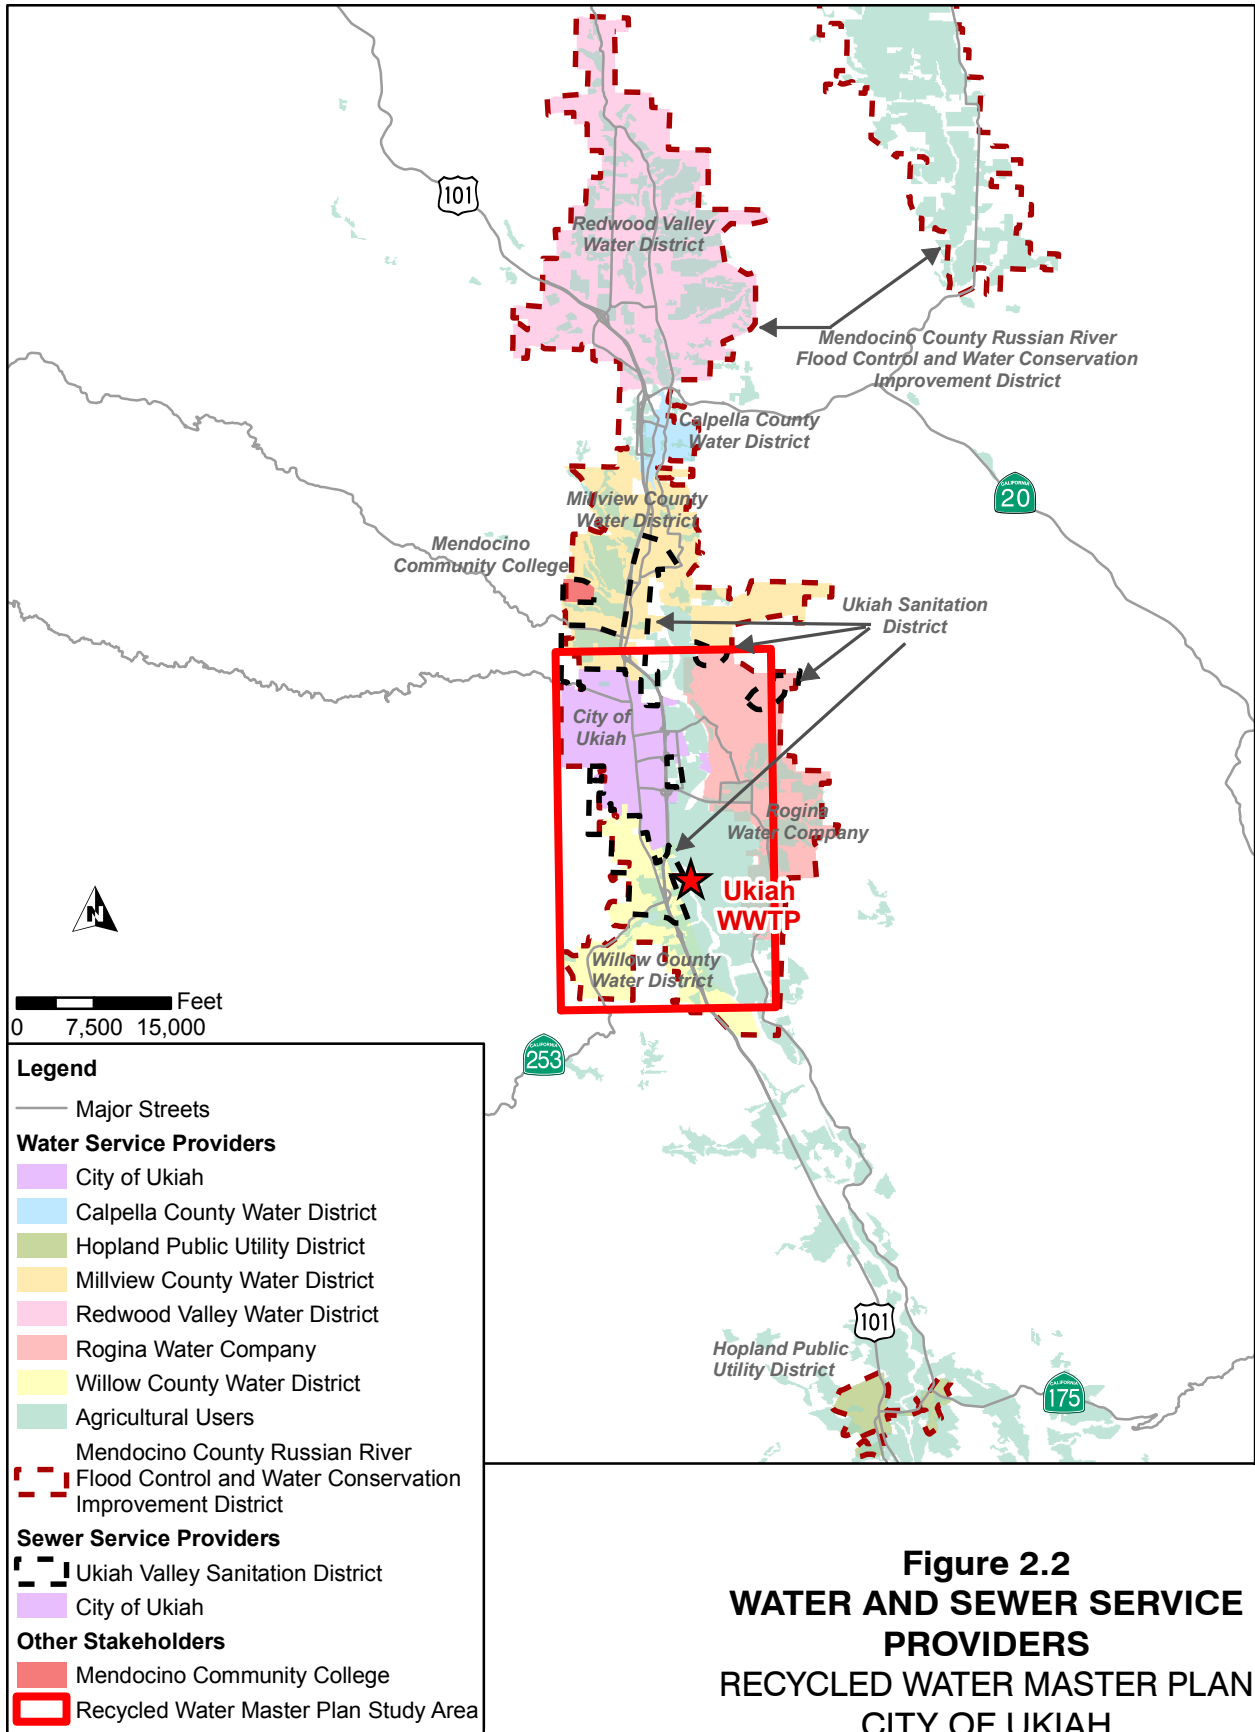 101
Redwood Valley
Water District
Mendocino County Russian River
Flood Control and Water Conservation
Improvement District
Calpella County
Water District
CALIFORNIA
20
Millview County
Water District
Mendocino
Community College
Ukiah Sanitation
District
City of
Ukiah
Rogina
Water Company
Ukiah
WWTP
N
Willow County
Water District
Feet
0 7,500 15,000
CALIFORNIA
253
101
Hopland Public
Utility District
CALIFORNIA
175
Legend
Major Streets
Water Service Providers
City of Ukiah
Calpella County Water District
Hopland Public Utility District
Millview County Water District
Redwood Valley Water District
Rogina Water Company
Willow County Water District
Agricultural Users
Mendocino County Russian River
Flood Control and Water Conservation
Improvement District
Sewer Service Providers
Ukiah Valley Sanitation District
City of Ukiah
Other Stakeholders
Mendocino Community College
Recycled Water Master Plan Study Area
Figure 2.2
WATER AND SEWER SERVICE
PROVIDERS
RECYCLED WATER MASTER PLAN
CITY OF UKIAH